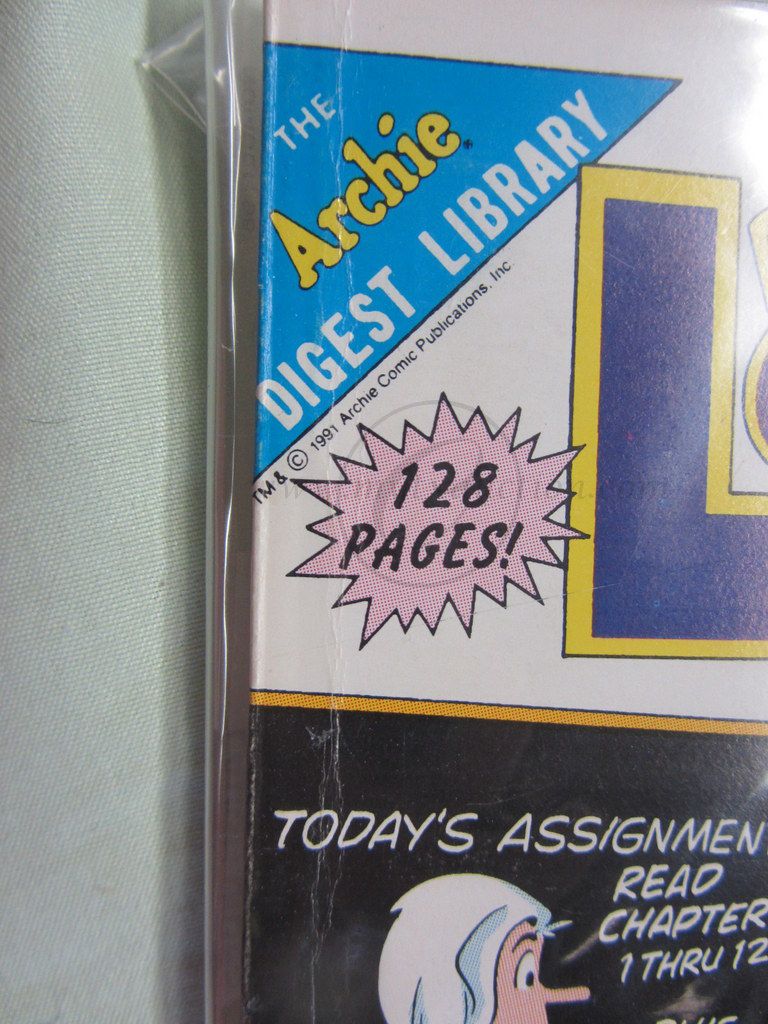 THE
Archie
DIGEST LIBRARY
TM & © 1991 Archie Comic Publications, Inc.
L
128
PAGES!
TODAY'S ASSIGNMEN
READ
CHAPTER
1 THRU 12